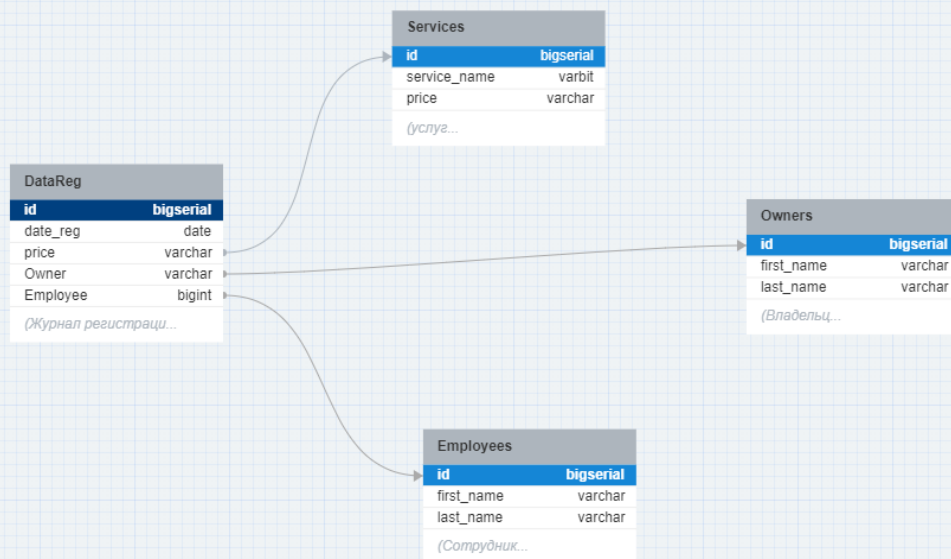 Services
id bigserial
service_name varbit
price varchar
(услуг...
DataReg
id bigserial
date_reg date
price varchar
Owner varchar
Employee bigint
(Журнал регистраци...
Owners
id bigserial
first_name varchar
last_name varchar
(Владельц...
Employees
id bigserial
first_name varchar
last_name varchar
(Сотрудник...